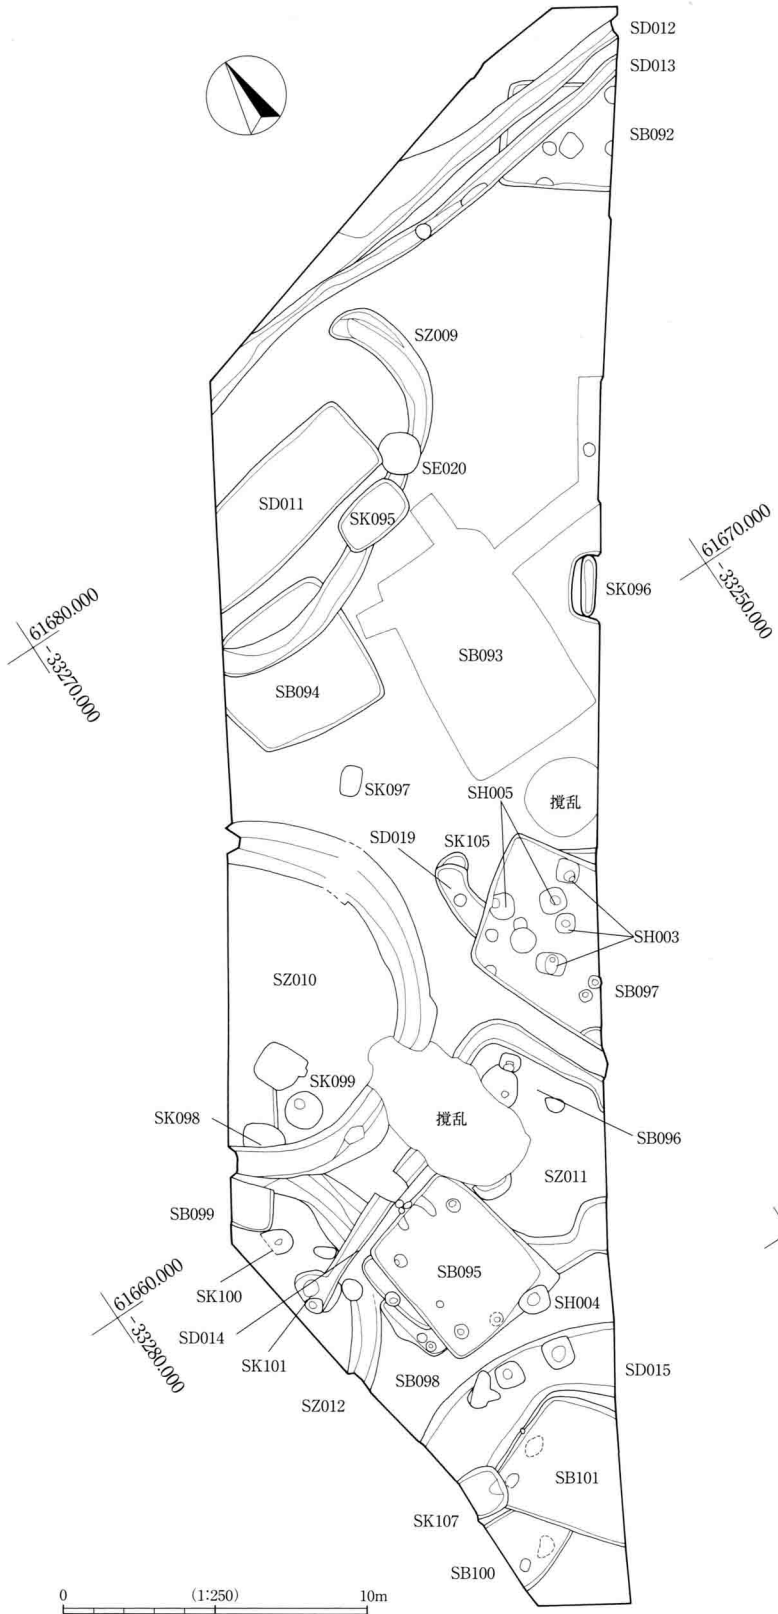 SD012
SD013
SB092
SZ009
SE020
SD011
SK095
61670.000
-33250.000
SK096
61680.000
-33270.000
SB093
SB094
SK097
SH005
攪乱
SD019
SK105
SH003
SZ010
SB097
SK099
SK098
攪乱
SB096
SZ011
SB099
SB095
SK100
61660.000
-33280.000
SH004
SD014
SK101
SB098
SD015
SZ012
SB101
SK107
SB100
0 (1:250) 10m